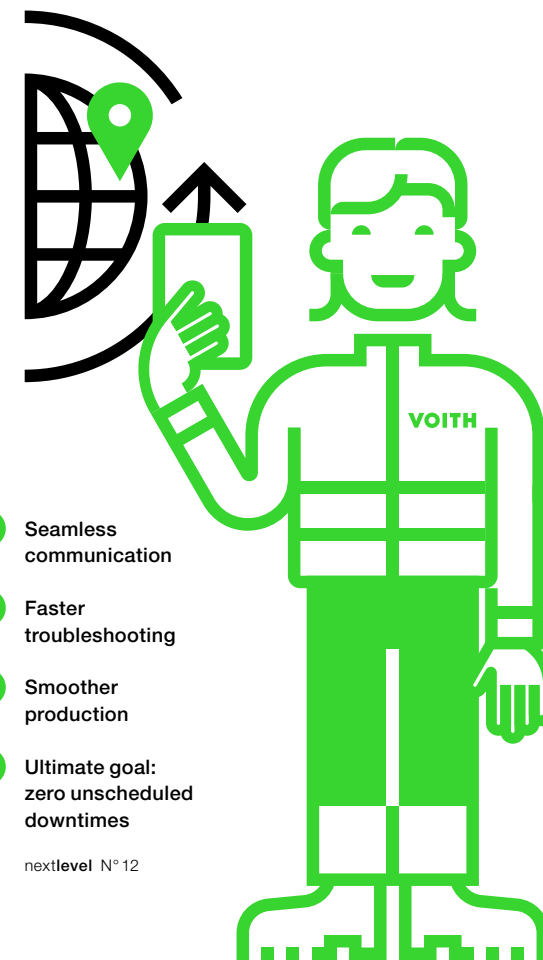 VOITH
Seamless
communication
Faster
troubleshooting
Smoother
production
Ultimate goal:
zero unscheduled
downtimes
nextlevel N° 12